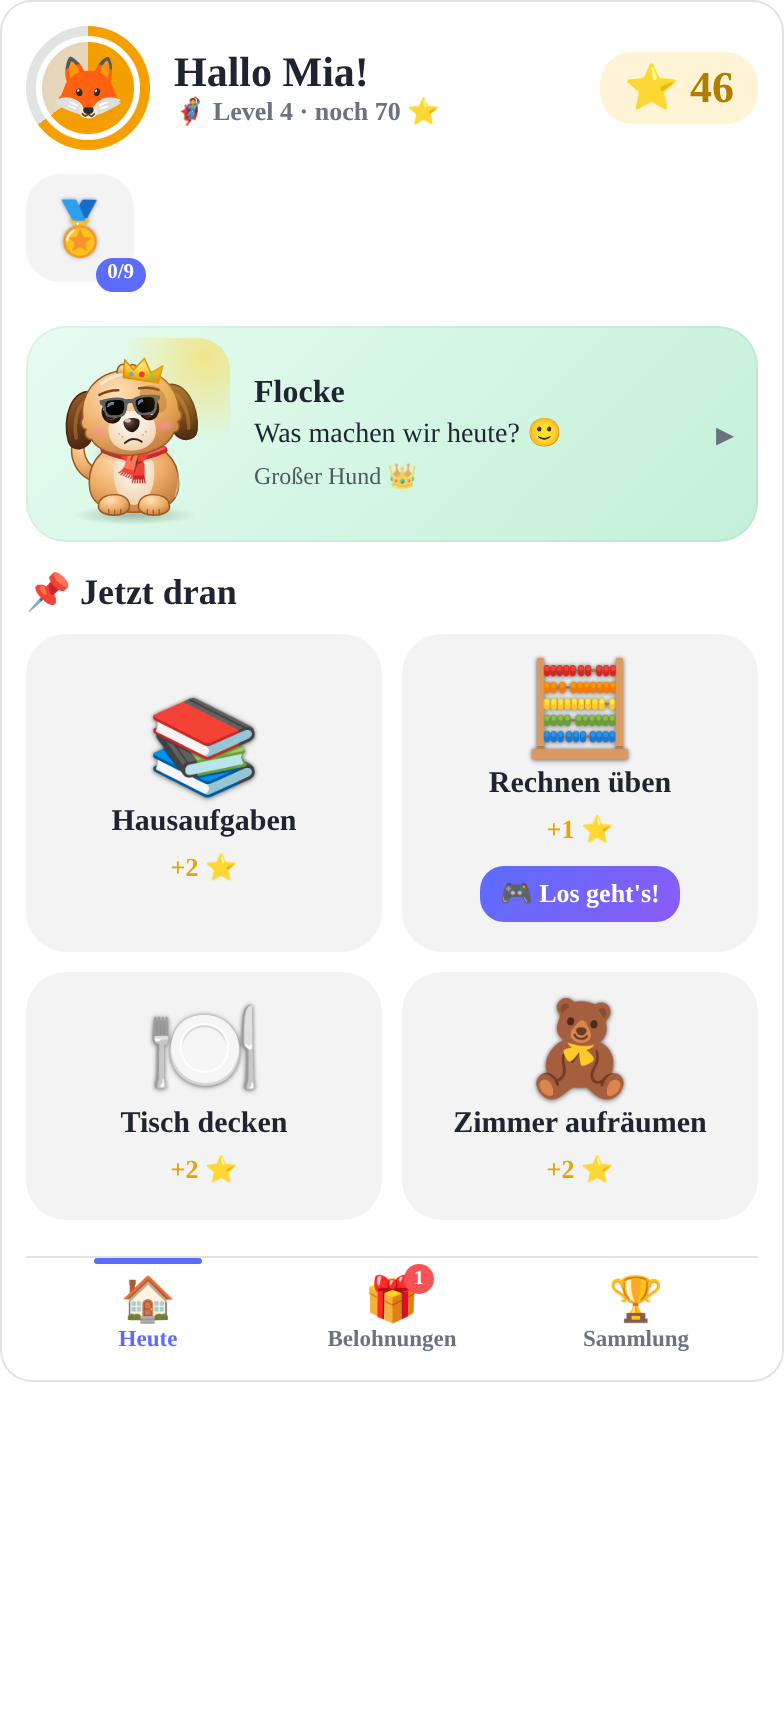 Hallo Mia!
Level 4 · noch 70 ⭐
⭐ 46
0/9
Flocke
Was machen wir heute? 🙂
Großer Hund 👑
📌 Jetzt dran
Hausaufgaben
+2 ⭐
Rechnen üben
+1 ⭐
🎮 Los geht's!
Tisch decken
+2 ⭐
Zimmer aufräumen
+2 ⭐
1
Heute
Belohnungen
Sammlung